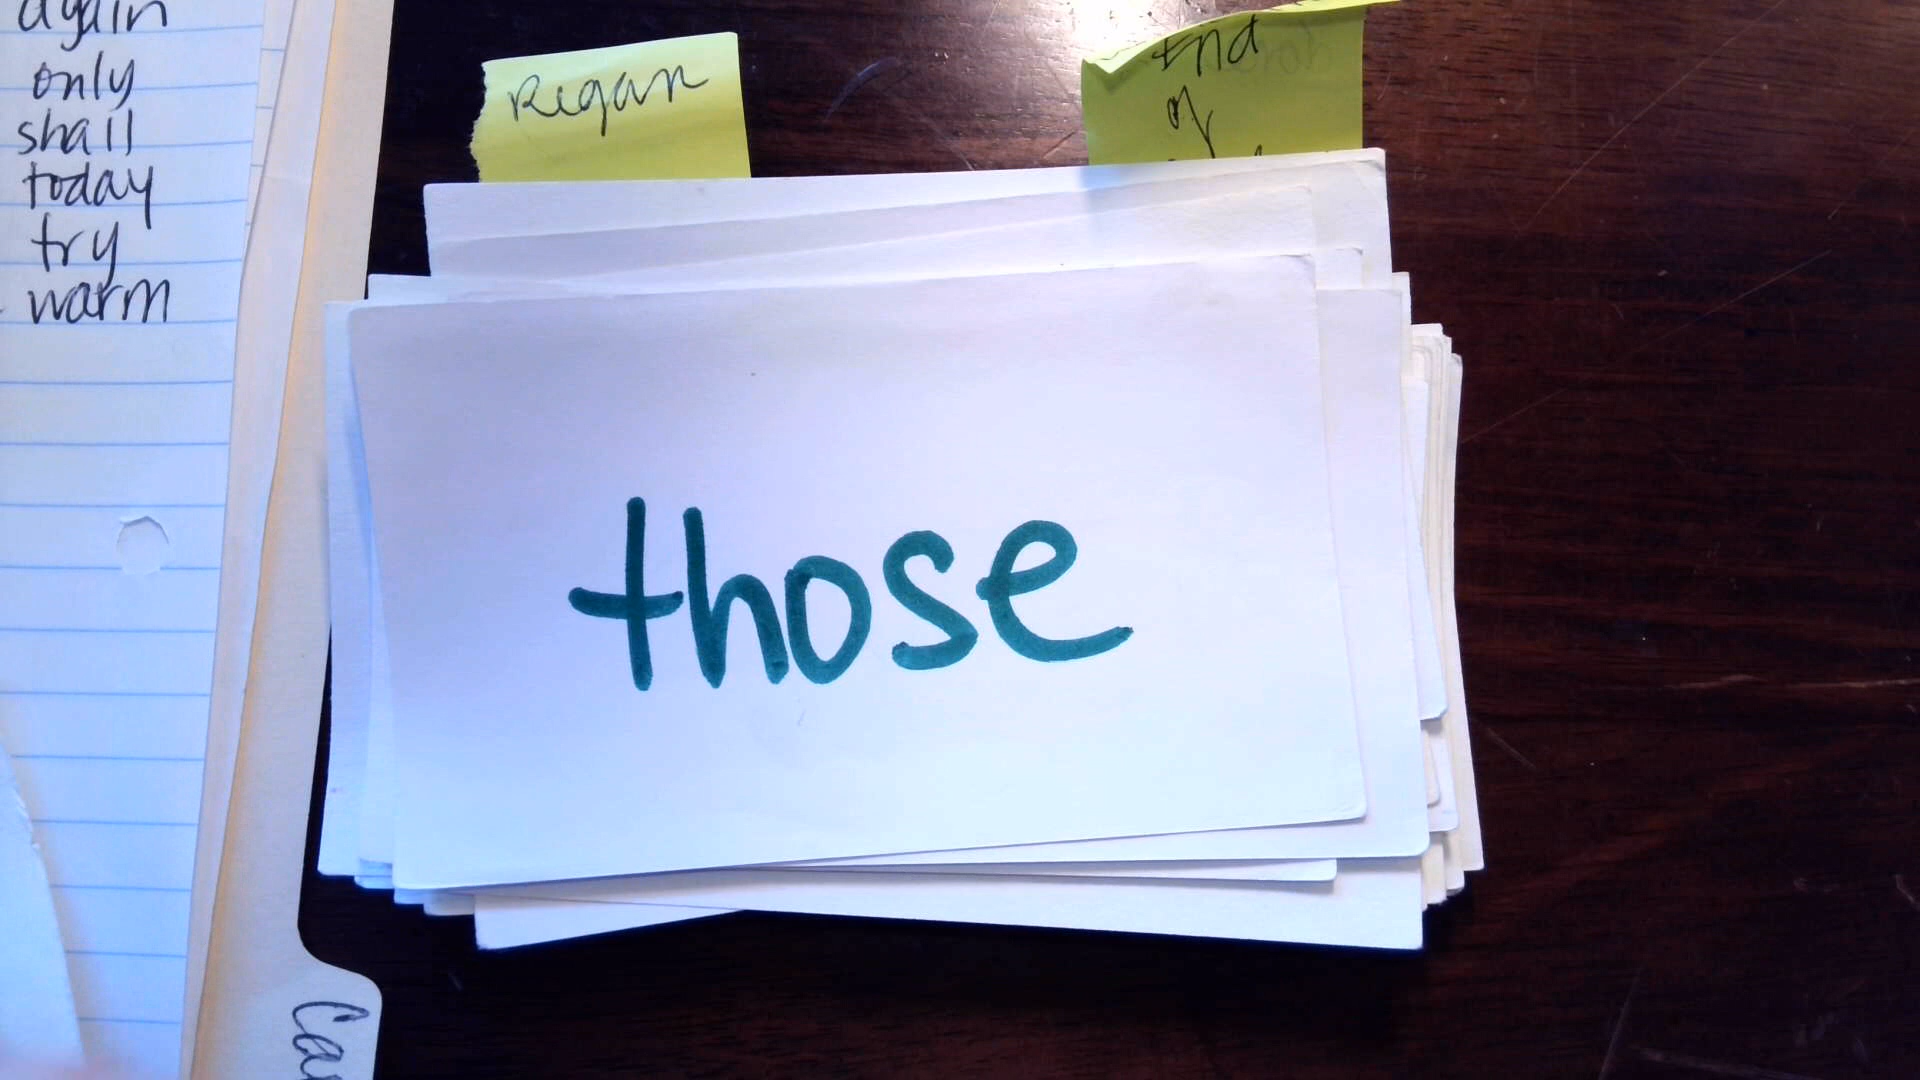 again
only
shall
today
try
warm
Regan
End
of
those